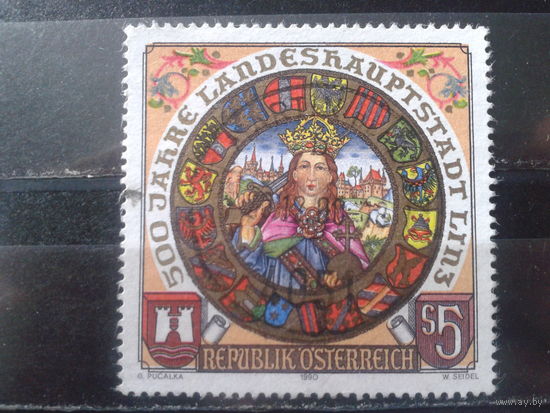 500 JAHRE LANDESHAUPTSTADT LINZ
S5
REPUBLIK ÖSTERREICH
O. PUCALKA 1990 W. SEIDEL
www.ay.by